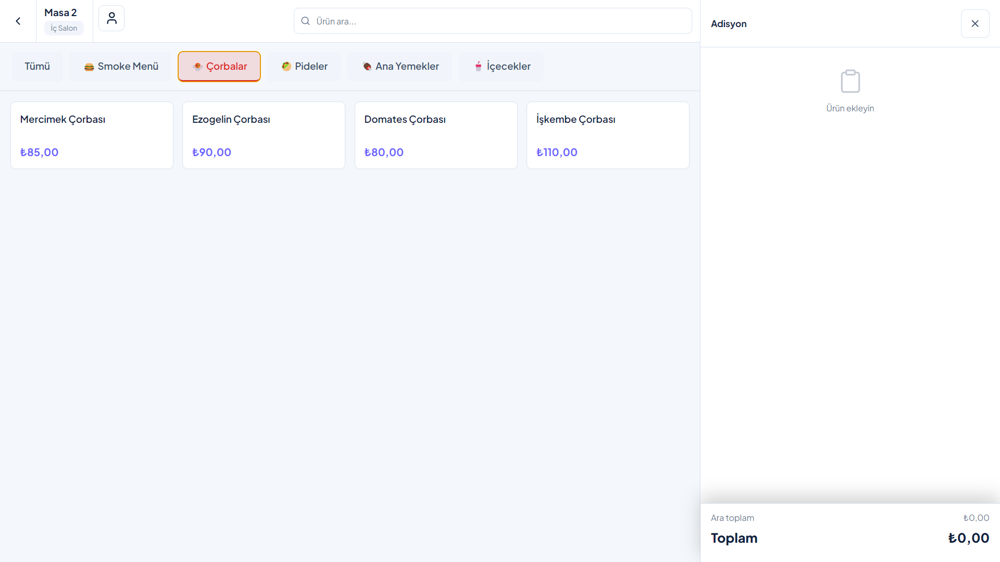 Masa 2
İç Salon
Ürün ara...
Adisyon
Tümü
Smoke Menü
Çorbalar
Pideler
Ana Yemekler
İçecekler
Mercimek Çorbası
₺85,00
Ezogelin Çorbası
₺90,00
Domates Çorbası
₺80,00
İşkembe Çorbası
₺110,00
Ürün ekleyin
Ara toplam ₺0,00
Toplam ₺0,00